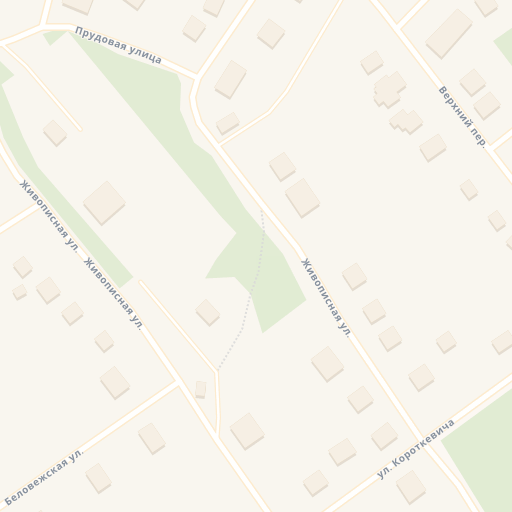 Прудовая улица
Верхний пер.
Живописная ул.
Живописная ул.
Живописная ул.
ул. Короткевича
Беловежская ул.